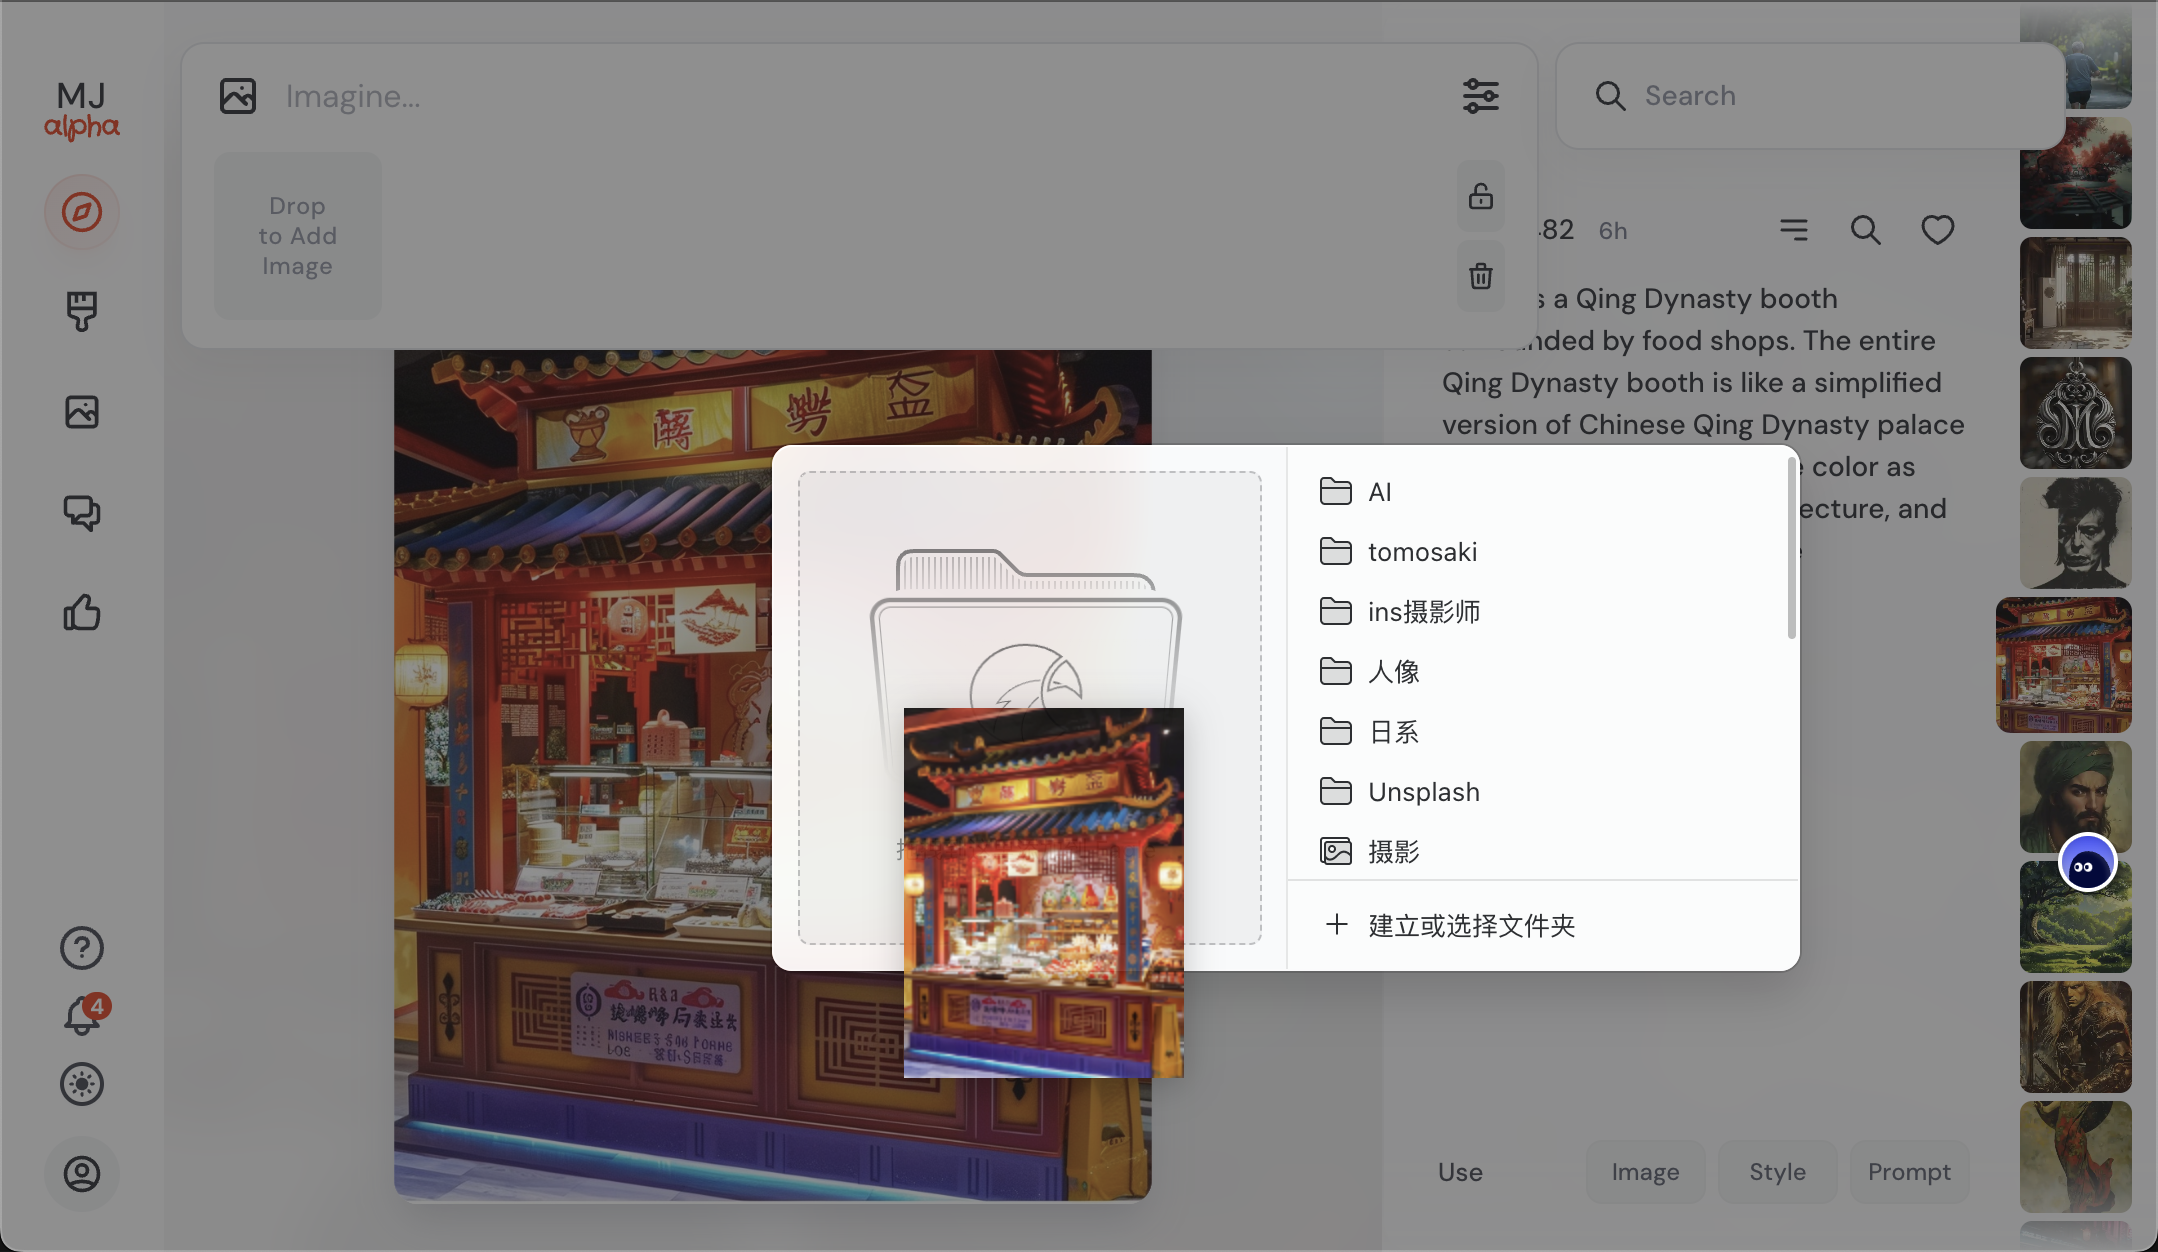 MJ
alpha
Imagine...
Search
Drop
to Add
Image
82
6h
s a Qing Dynasty booth
nded by food shops. The entire
Qing Dynasty booth is like a simplified
version of Chinese Qing Dynasty palace
color as
ecture, and
AI
tomosaki
ins摄影师
人像
日系
Unsplash
摄影
建立或选择文件夹
4
Use
Image
Style
Prompt